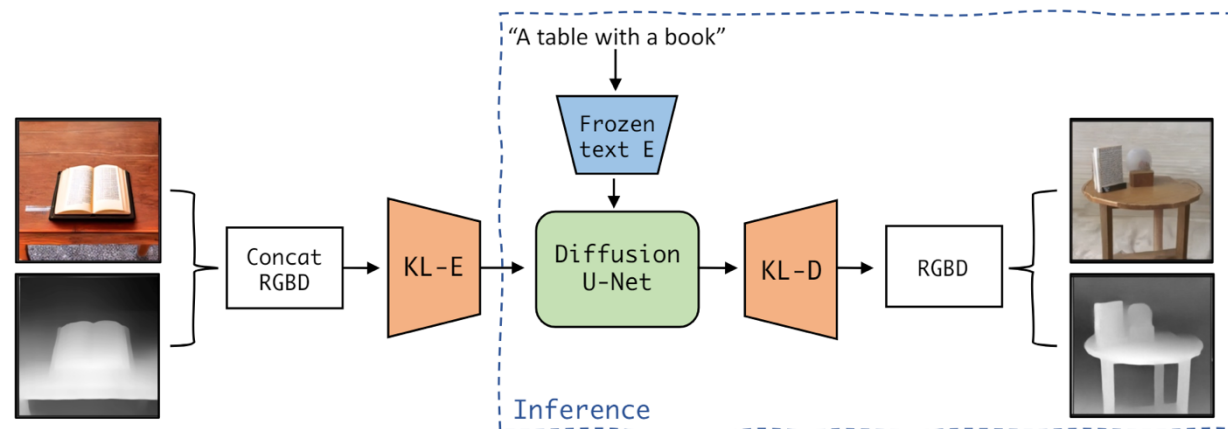 “A table with a book”
Frozen
text E
Concat
RGBD
KL-E
Diffusion
U-Net
KL-D
RGBD
Inference